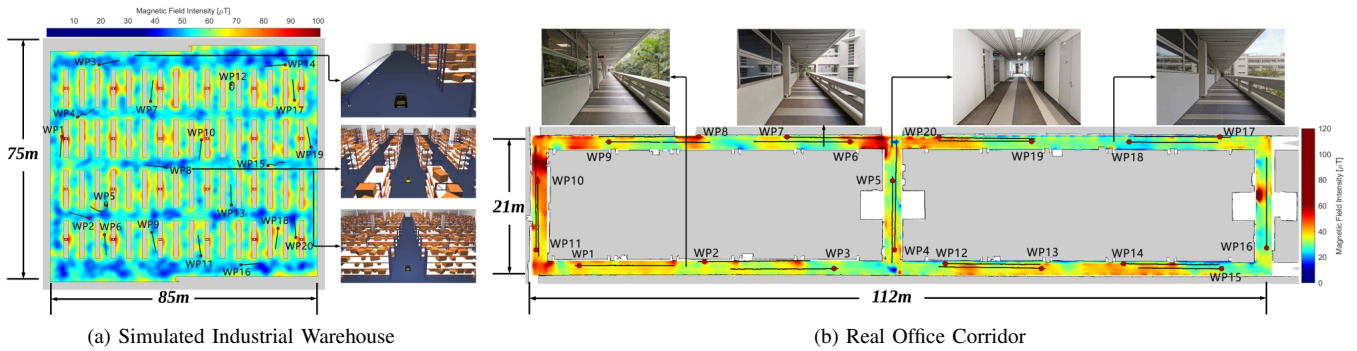 Magnetic Field Intensity [μT]
10 20 30 40 50 60 70 80 90 100
WP3
WP14
WP12
WP7
WP17
WP4
WP1
WP10
WP19
WP15
WP8
WP5
WP13
WP2
WP6
WP9
WP18
WP20
WP11
WP16
75m
85m
(a) Simulated Industrial Warehouse
WP8
WP7
WP20
WP17
WP9
WP6
WP19
WP18
WP10
WP5
WP11
WP1
WP2
WP3
WP4
WP12
WP13
WP14
WP16
WP15
21m
112m
120
100
80
60
40
20
0
Magnetic Field Intensity [μT]
(b) Real Office Corridor